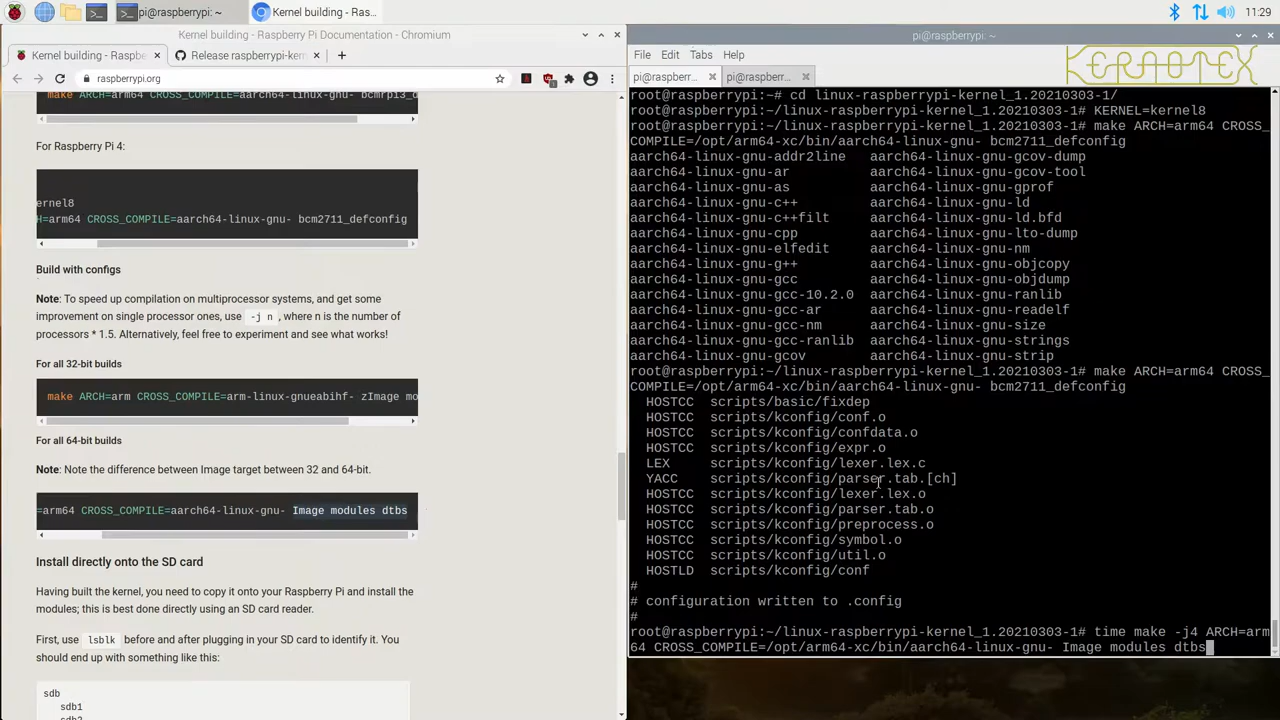 pi@raspberrypi: ~
Kernel building - Ras...
11:29
Kernel building - Raspberry Pi Documentation - Chromium
Kernel building - Raspbe
Release raspberrypi-kern
raspberrypi.org
make ARCH=arm64 CROSS_COMPILE=aarch64-linux-gnu- bcmrpi3_d
For Raspberry Pi 4:
ernel8
H=arm64 CROSS_COMPILE=aarch64-linux-gnu- bcm2711_defconfig
Build with configs
Note: To speed up compilation on multiprocessor systems, and get some
improvement on single processor ones, use -j n , where n is the number of
processors * 1.5. Alternatively, feel free to experiment and see what works!
For all 32-bit builds
make ARCH=arm CROSS_COMPILE=arm-linux-gnueabihf- zImage mo
For all 64-bit builds
Note: Note the difference between Image target between 32 and 64-bit.
=arm64 CROSS_COMPILE=aarch64-linux-gnu- Image modules dtbs
Install directly onto the SD card
Having built the kernel, you need to copy it onto your Raspberry Pi and install the
modules; this is best done directly using an SD card reader.
First, use lsblk before and after plugging in your SD card to identify it. You
should end up with something like this:
sdb
sdb1
sdb2
pi@raspberrypi: ~
File Edit Tabs Help
pi@raspberr... pi@raspberr...
root@raspberrypi:~# cd linux-raspberrypi-kernel_1.20210303-1/
root@raspberrypi:~/linux-raspberrypi-kernel_1.20210303-1# KERNEL=kernel8
root@raspberrypi:~/linux-raspberrypi-kernel_1.20210303-1# make ARCH=arm64 CROSS_
COMPILE=/opt/arm64-xc/bin/aarch64-linux-gnu- bcm2711_defconfig
aarch64-linux-gnu-addr2line aarch64-linux-gnu-gcov-dump
aarch64-linux-gnu-ar aarch64-linux-gnu-gcov-tool
aarch64-linux-gnu-as aarch64-linux-gnu-gprof
aarch64-linux-gnu-c++ aarch64-linux-gnu-ld
aarch64-linux-gnu-c++filt aarch64-linux-gnu-ld.bfd
aarch64-linux-gnu-cpp aarch64-linux-gnu-lto-dump
aarch64-linux-gnu-elfedit aarch64-linux-gnu-nm
aarch64-linux-gnu-g++ aarch64-linux-gnu-objcopy
aarch64-linux-gnu-gcc aarch64-linux-gnu-objdump
aarch64-linux-gnu-gcc-10.2.0 aarch64-linux-gnu-ranlib
aarch64-linux-gnu-gcc-ar aarch64-linux-gnu-readelf
aarch64-linux-gnu-gcc-nm aarch64-linux-gnu-size
aarch64-linux-gnu-gcc-ranlib aarch64-linux-gnu-strings
aarch64-linux-gnu-gcov aarch64-linux-gnu-strip
root@raspberrypi:~/linux-raspberrypi-kernel_1.20210303-1# make ARCH=arm64 CROSS_
COMPILE=/opt/arm64-xc/bin/aarch64-linux-gnu- bcm2711_defconfig
HOSTCC scripts/basic/fixdep
HOSTCC scripts/kconfig/conf.o
HOSTCC scripts/kconfig/confdata.o
HOSTCC scripts/kconfig/expr.o
LEX scripts/kconfig/lexer.lex.c
YACC scripts/kconfig/parser.tab.[ch]
HOSTCC scripts/kconfig/lexer.lex.o
HOSTCC scripts/kconfig/parser.tab.o
HOSTCC scripts/kconfig/preprocess.o
HOSTCC scripts/kconfig/symbol.o
HOSTCC scripts/kconfig/util.o
HOSTLD scripts/kconfig/conf
#
# configuration written to .config
#
root@raspberrypi:~/linux-raspberrypi-kernel_1.20210303-1# time make -j4 ARCH=arm
64 CROSS_COMPILE=/opt/arm64-xc/bin/aarch64-linux-gnu- Image modules dtbs